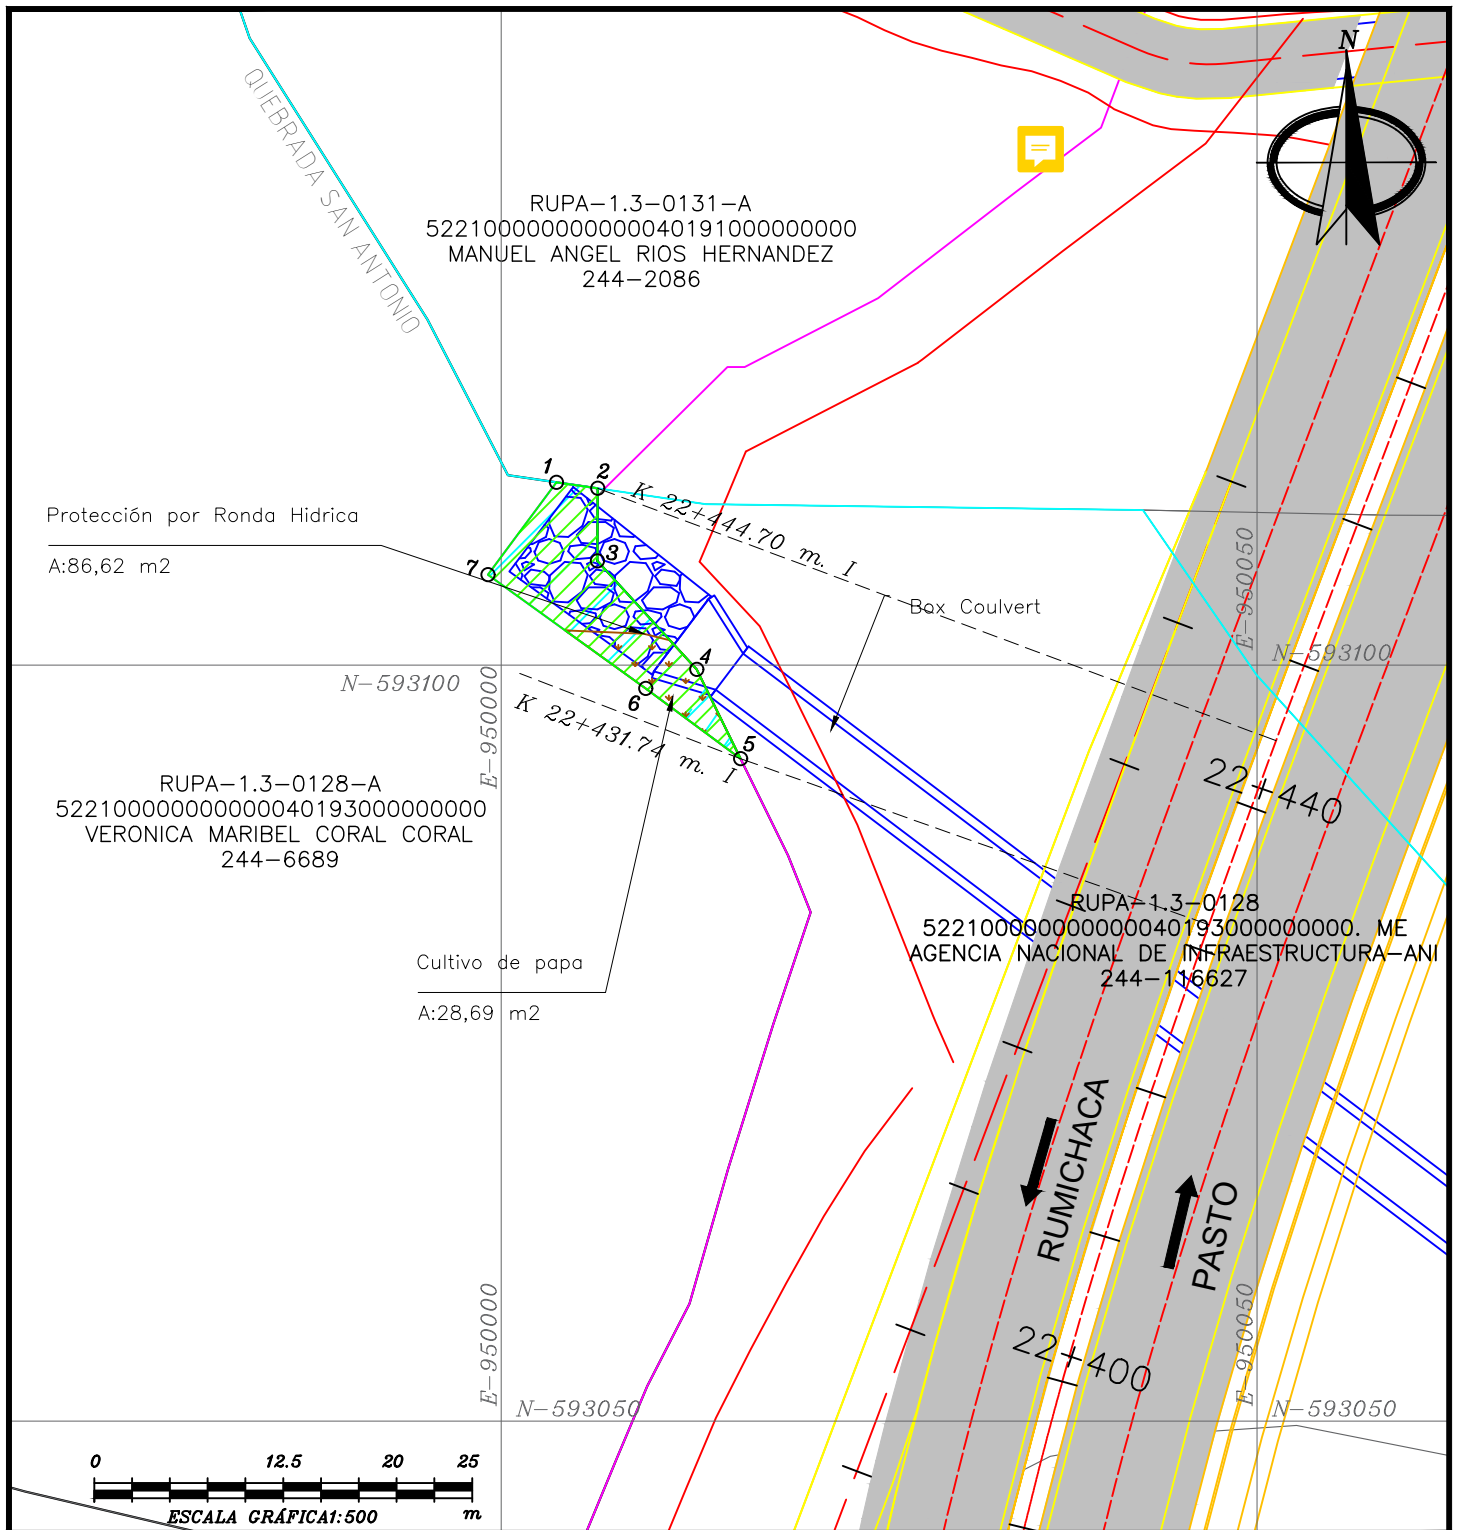 N
QUEBRADA SAN ANTONIO
RUPA-1.3-0131-A
522100000000000040191000000000
MANUEL ANGEL RIOS HERNANDEZ
244-2086
1
2
3
4
5
6
7
K 22+444.70 m. I
Protección por Ronda Hidrica
A:86,62 m2
Box Coulvert
E-950050
N-593100
N-593100
E-950000
K 22+431.74 m. I
RUPA-1.3-0128-A
522100000000000040193000000000
VERONICA MARIBEL CORAL CORAL
244-6689
22+440
RUPA-1.3-0128
522100000000000040193000000000. ME
AGENCIA NACIONAL DE INFRAESTRUCTURA-ANI
244-116627
Cultivo de papa
A:28,69 m2
RUMICHACA
PASTO
22+400
E-950000
N-593050
E-950050
N-593050
0 12.5 20 25
ESCALA GRÁFICA1:500 m